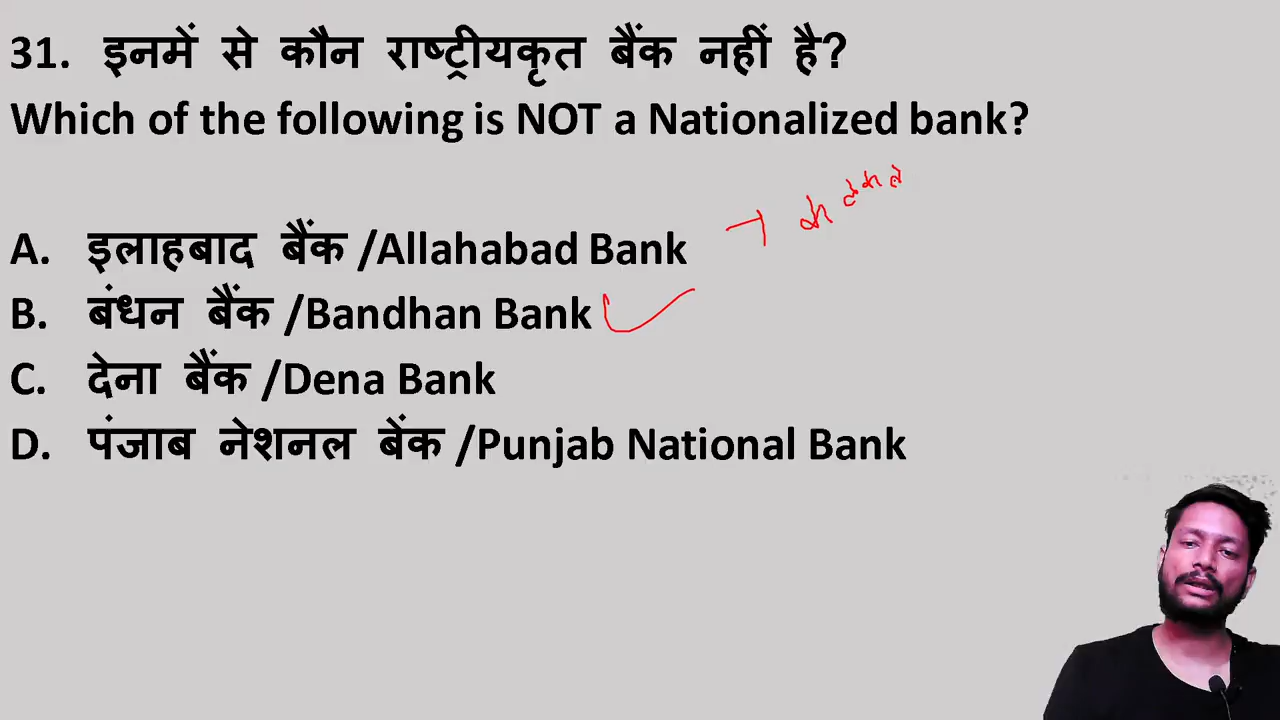 31. इनमें से कौन राष्ट्रीयकृत बैंक नहीं है?
Which of the following is NOT a Nationalized bank?
A. इलाहबाद बैंक /Allahabad Bank
B. बंधन बैंक /Bandhan Bank
C. देना बैंक /Dena Bank
D. पंजाब नेशनल बेंक /Punjab National Bank